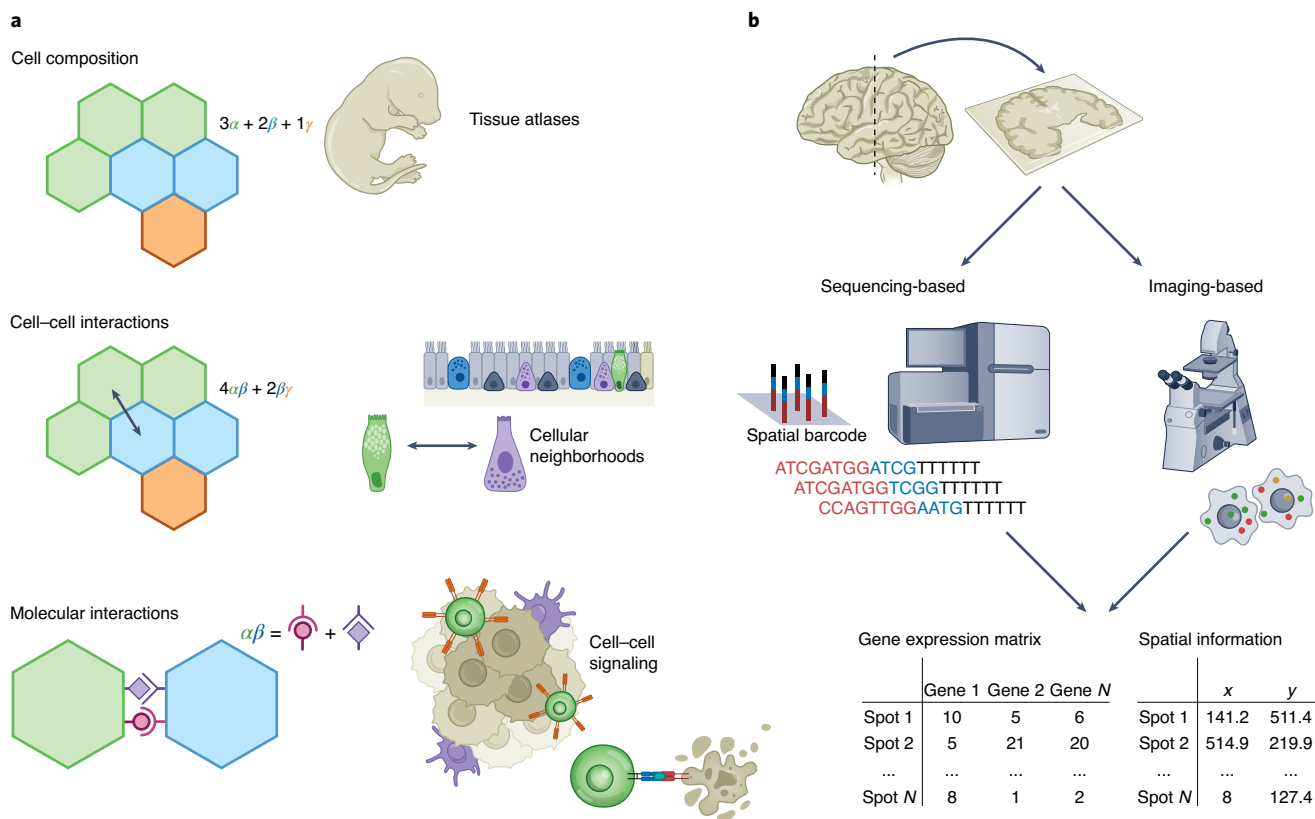 a
Cell composition
3α + 2β + 1γ
Tissue atlases
Cell–cell interactions
4αβ + 2βγ
Cellular
neighborhoods
Molecular interactions
αβ = +
Cell–cell
signaling
b
Sequencing-based
Imaging-based
Spatial barcode
ATCGATGGATCGTTTTTT
ATCGATGGTCGGTTTTTT
CCAGTTGGAATGTTTTTT
Gene expression matrix
Gene 1 Gene 2 Gene N
Spot 1 10 5 6
Spot 2 5 21 20
... ... ... ...
Spot N 8 1 2
Spatial information
x y
Spot 1 141.2 511.4
Spot 2 514.9 219.9
... ... ...
Spot N 8 127.4